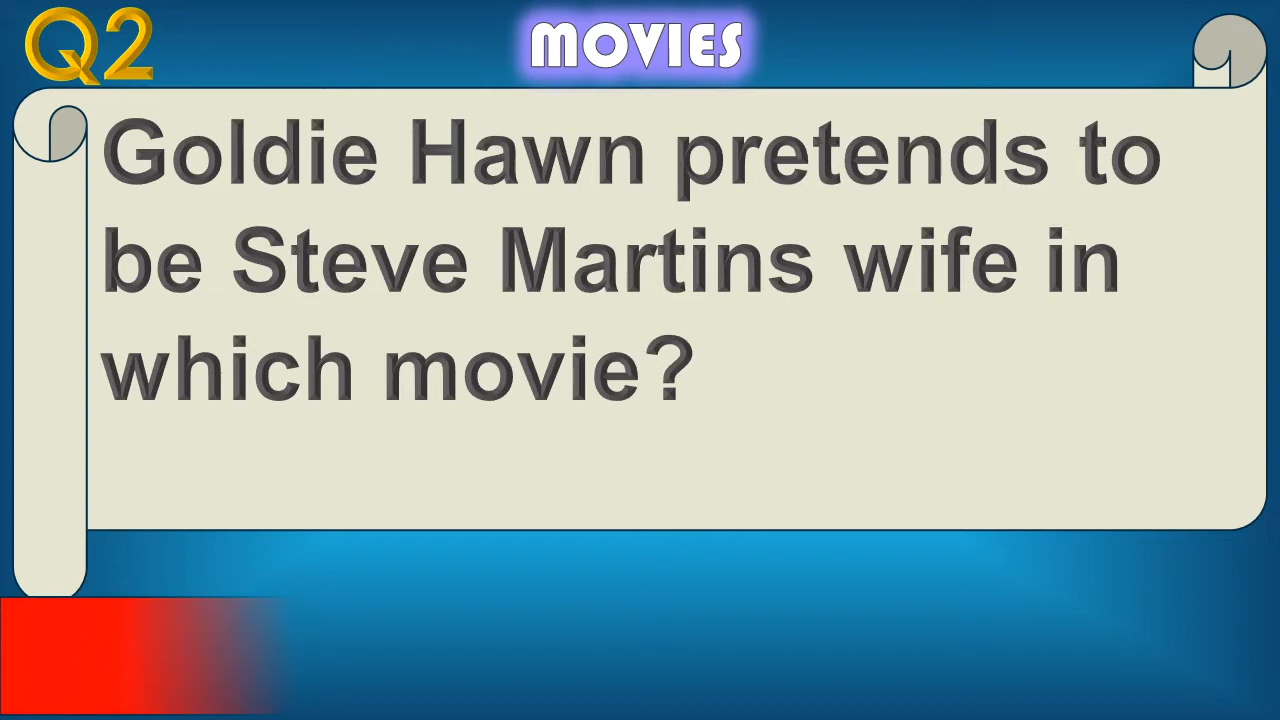 Q2
MOVIES
Goldie Hawn pretends to
be Steve Martins wife in
which movie?